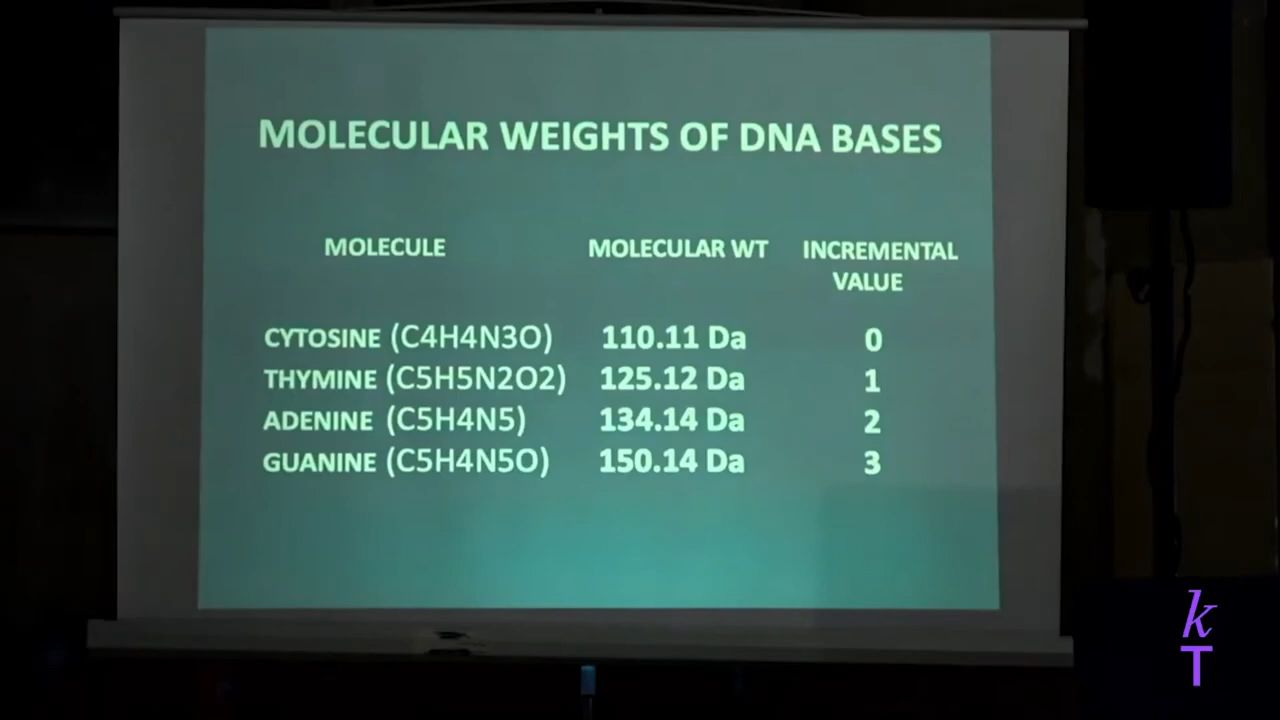 MOLECULAR WEIGHTS OF DNA BASES
MOLECULE MOLECULAR WT INCREMENTAL VALUE
CYTOSINE (C4H4N3O) 110.11 Da 0
THYMINE (C5H5N2O2) 125.12 Da 1
ADENINE (C5H4N5) 134.14 Da 2
GUANINE (C5H4N5O) 150.14 Da 3
k
T